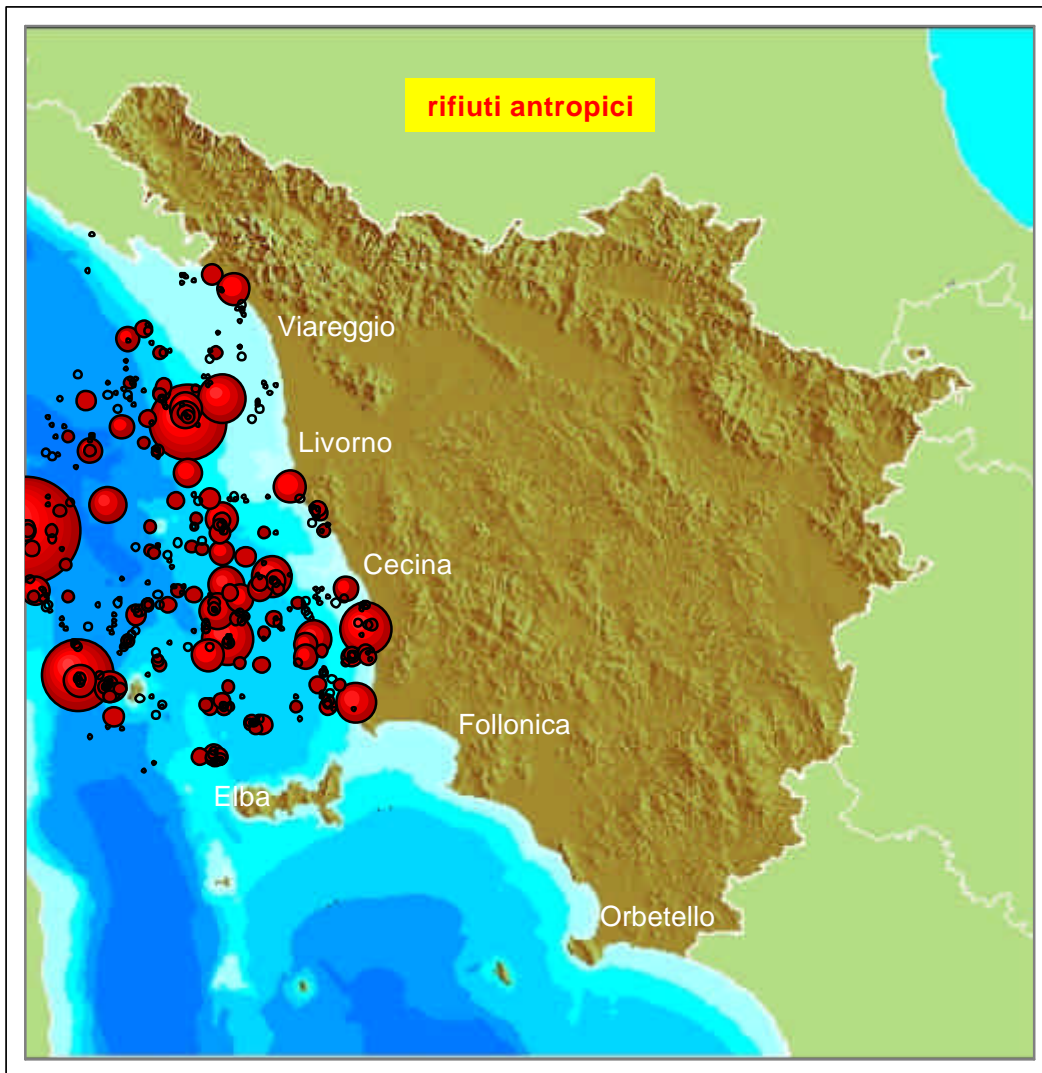 rifiuti antropici
Viareggio
Livorno
Cecina
Follonica
Elba
Orbetello